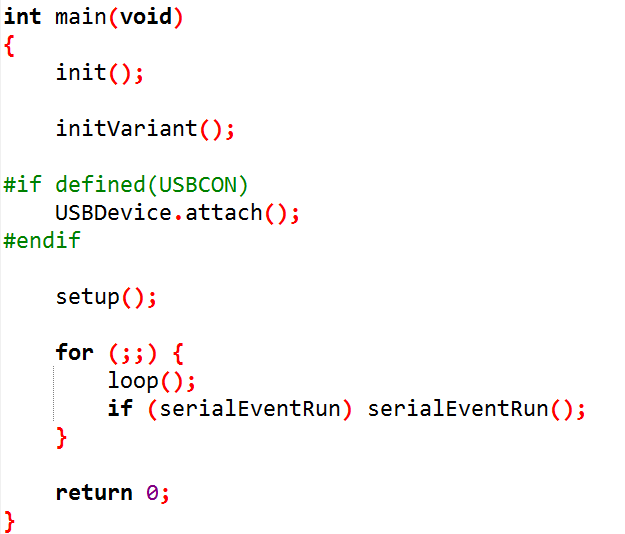 int main(void)
{
    init();

    initVariant();

#if defined(USBCON)
    USBDevice.attach();
#endif

    setup();

    for (;;) {
        loop();
        if (serialEventRun) serialEventRun();
    }

    return 0;
}